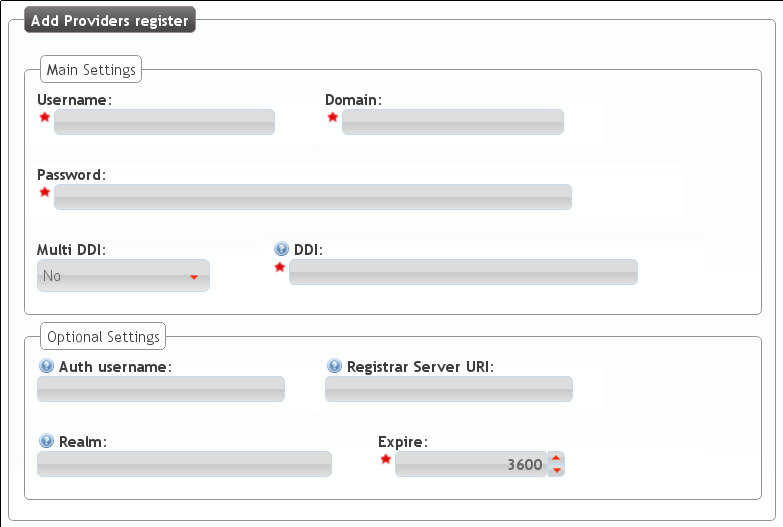 Add Providers register
Main Settings
Username: Domain:
Password:
Multi DDI: DDI:
No
Optional Settings
Auth username: Registrar Server URI:
Realm: Expire:
3600